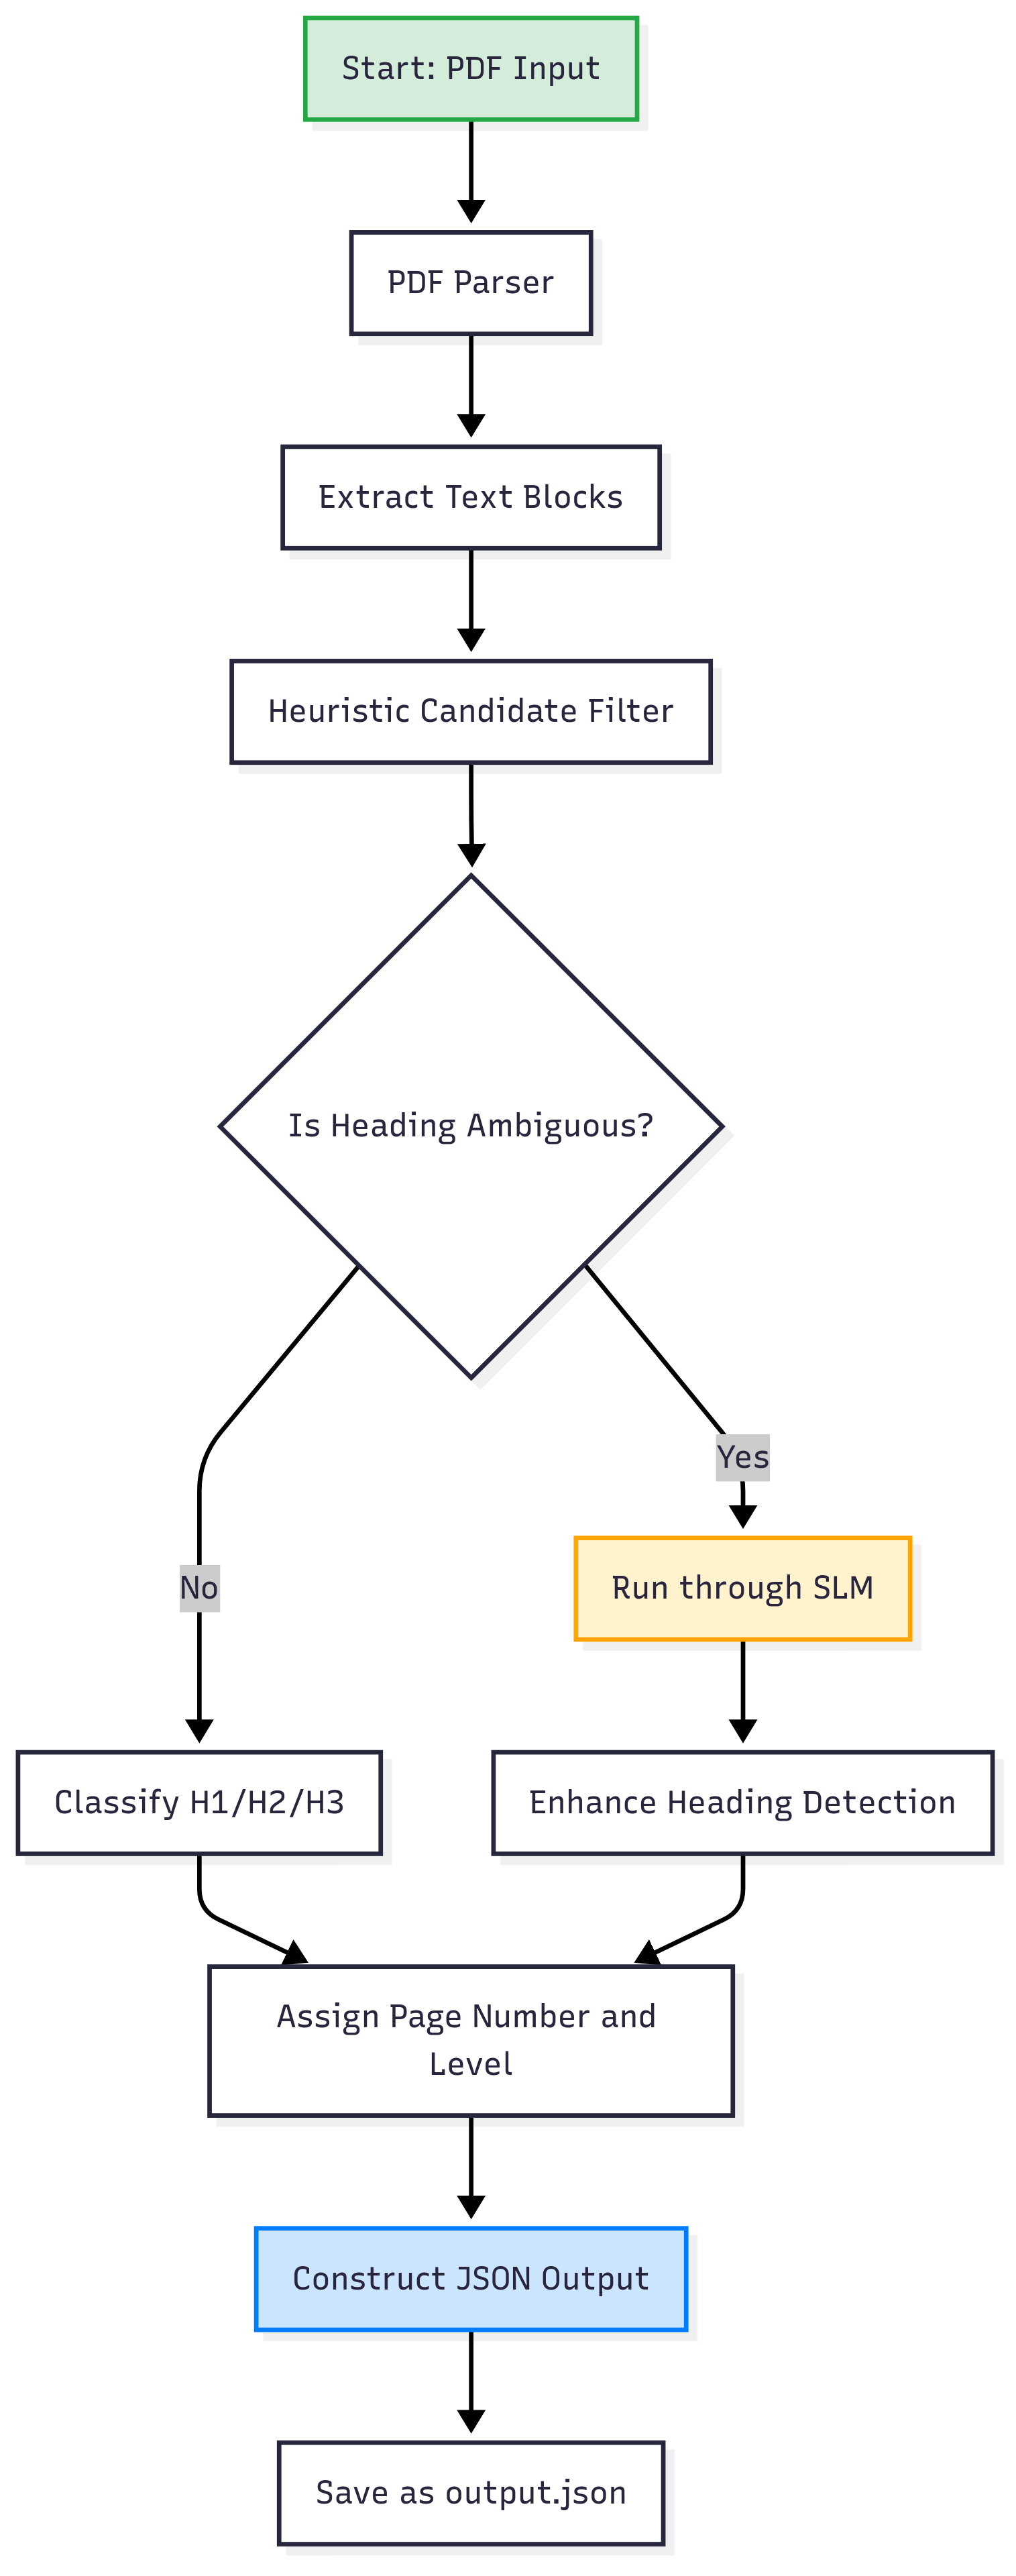 Start: PDF Input
PDF Parser
Extract Text Blocks
Heuristic Candidate Filter
Is Heading Ambiguous?
Yes
No
Run through SLM
Classify H1/H2/H3
Enhance Heading Detection
Assign Page Number and
Level
Construct JSON Output
Save as output.json